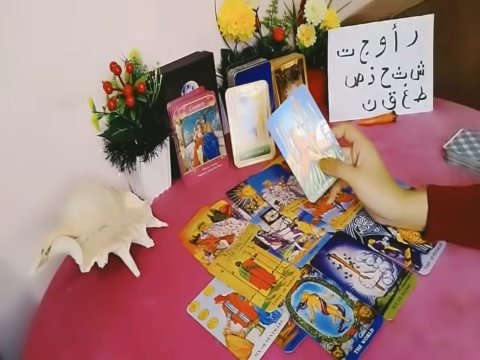 ر أ و ج ت
ش ث ح ذ ص
ط غ ق ن
THE WORLD